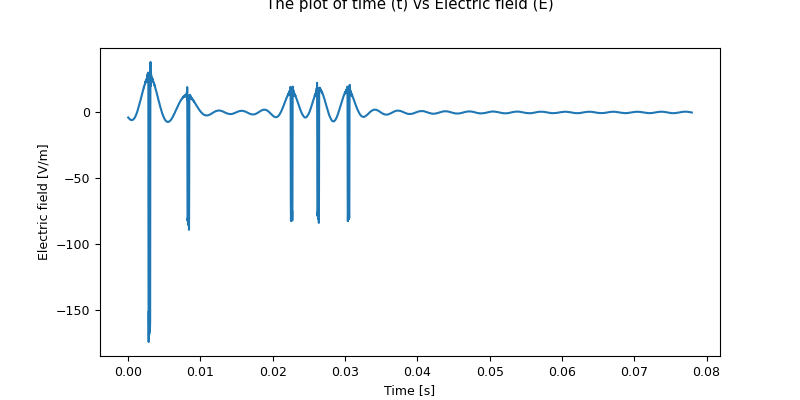 The plot of time (t) vs Electric field (E)
Electric field [V/m]
0
−50
−100
−150
0.00 0.01 0.02 0.03 0.04 0.05 0.06 0.07 0.08
Time [s]